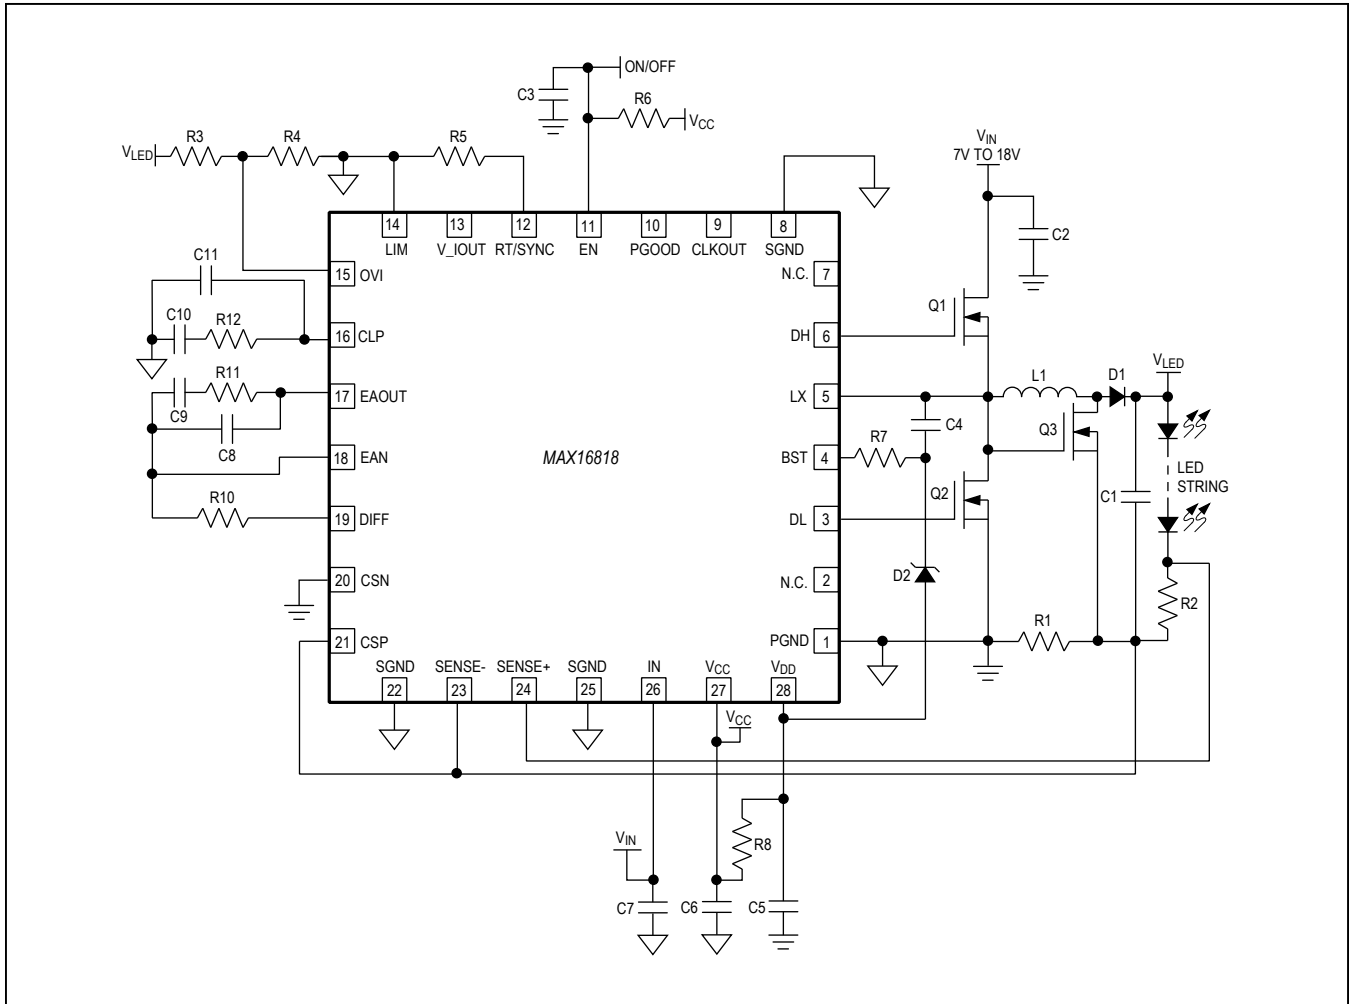 ON/OFF
C3
R6
VCC
VLED
R3
R4
R5
VIN
7V TO 18V
C2
14
13
12
11
10
9
8
LIM
V_IOUT
RT/SYNC
EN
PGOOD
CLKOUT
SGND
C11
15
OVI
N.C.
7
C10
R12
16
CLP
DH
6
Q1
R11
C9
17
EAOUT
LX
5
L1
D1
VLED
C8
C4
Q3
18
EAN
MAX16818
BST
4
R7
LED
STRING
Q2
C1
R10
19
DIFF
DL
3
20
CSN
N.C.
2
D2
R2
21
CSP
PGND
1
R1
SGND
SENSE-
SENSE+
SGND
IN
VCC
VDD
22
23
24
25
26
27
28
VCC
VIN
R8
C7
C6
C5